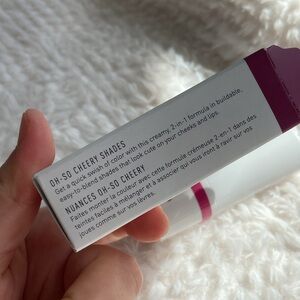 OH-SO CHEERY SHADES
Get a quick swish of color with this creamy, 2-in-1 formula in buildable,
easy-to-blend shades that look cute on your cheeks and lips.
NUANCES OH-SO CHEERY
Faites monter la couleur avec cette formule crémeuse 2-en-1 dans des
teintes faciles à mélanger et à associer qui vous iront à ravir sur vos
joues comme sur vos lèvres.